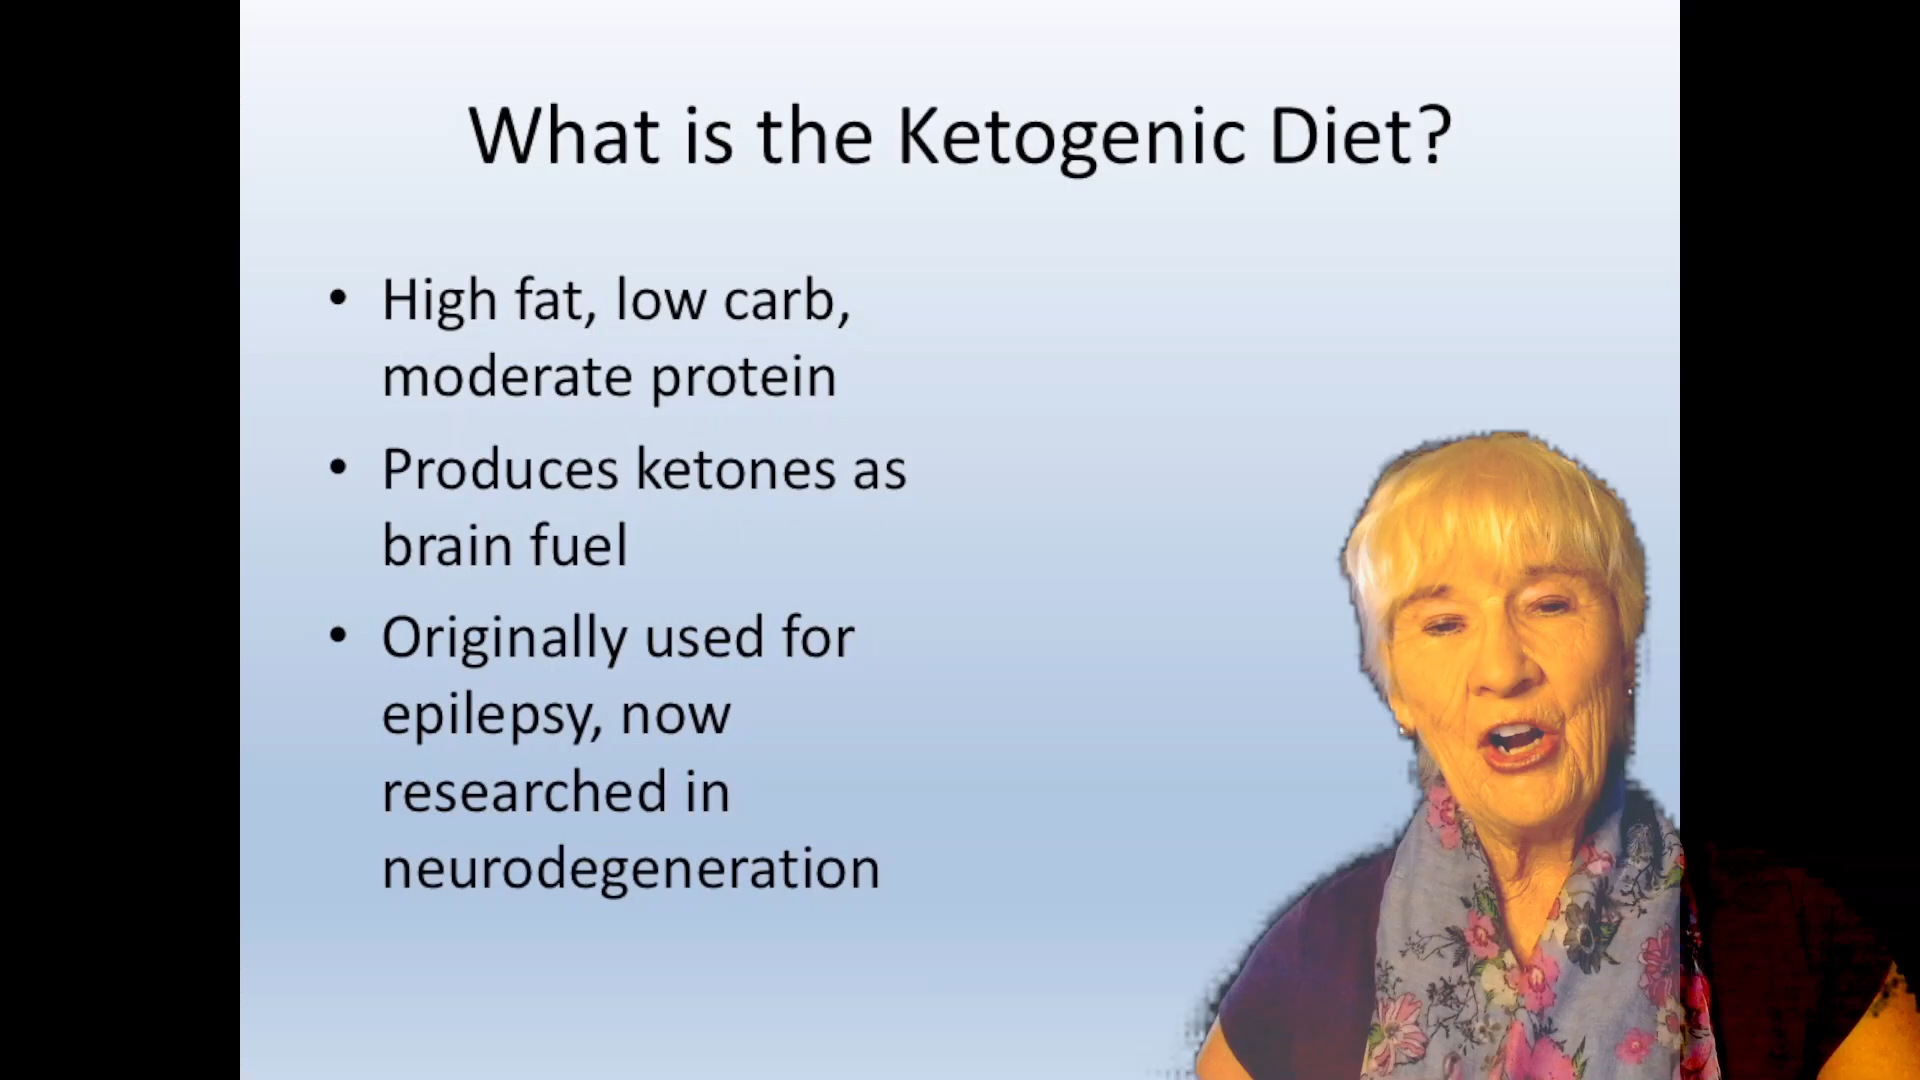 What is the Ketogenic Diet?
• High fat, low carb,
moderate protein
• Produces ketones as
brain fuel
• Originally used for
epilepsy, now
researched in
neurodegeneration